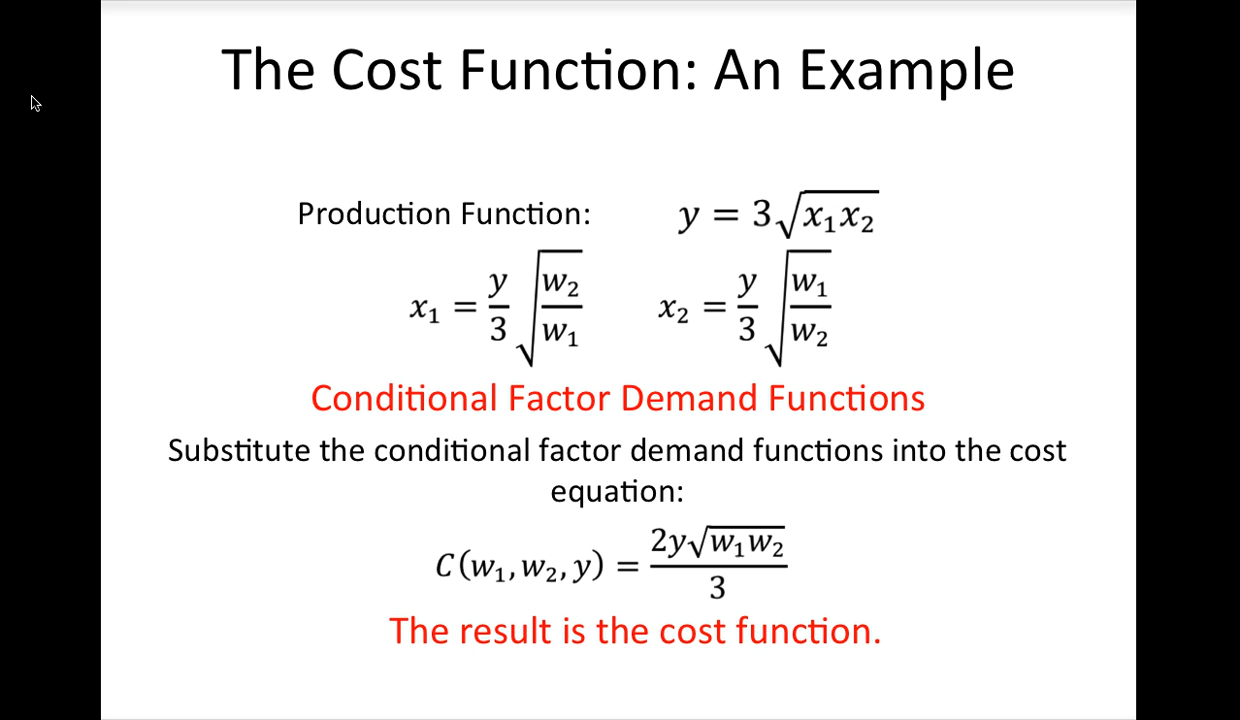 The Cost Function: An Example
Production Function: y = 3√x₁x₂
x₁ = y/3 √w₂/w₁ x₂ = y/3 √w₁/w₂
Conditional Factor Demand Functions
Substitute the conditional factor demand functions into the cost
equation:
C(w₁, w₂, y) = 2y√w₁w₂/3
The result is the cost function.